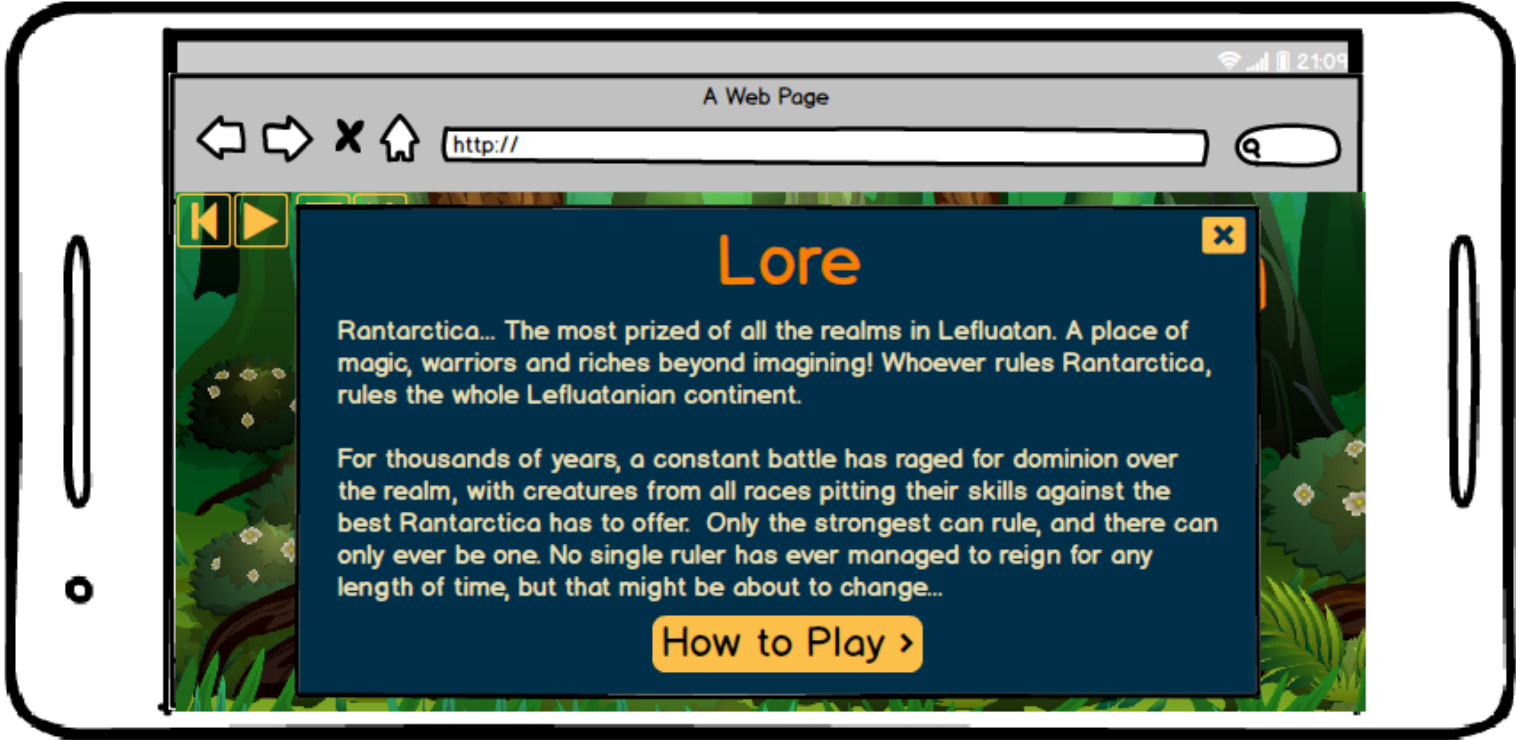 21:09
A Web Page
http://
Lore
Rantarctica... The most prized of all the realms in Lefluatan. A place of
magic, warriors and riches beyond imagining! Whoever rules Rantarctica,
rules the whole Lefluatanian continent.
For thousands of years, a constant battle has raged for dominion over
the realm, with creatures from all races pitting their skills against the
best Rantarctica has to offer.  Only the strongest can rule, and there can
only ever be one. No single ruler has ever managed to reign for any
length of time, but that might be about to change...
How to Play >